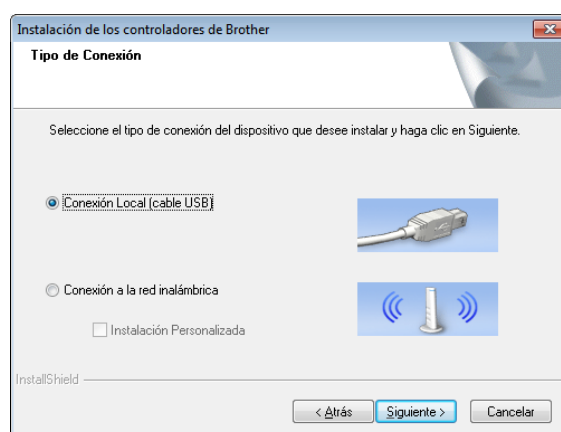 Instalación de los controladores de Brother
Tipo de Conexión
Seleccione el tipo de conexión del dispositivo que desee instalar y haga clic en Siguiente.
Conexión Local (cable USB)
Conexión a la red inalámbrica
Instalación Personalizada
InstallShield
< Atrás Siguiente > Cancelar